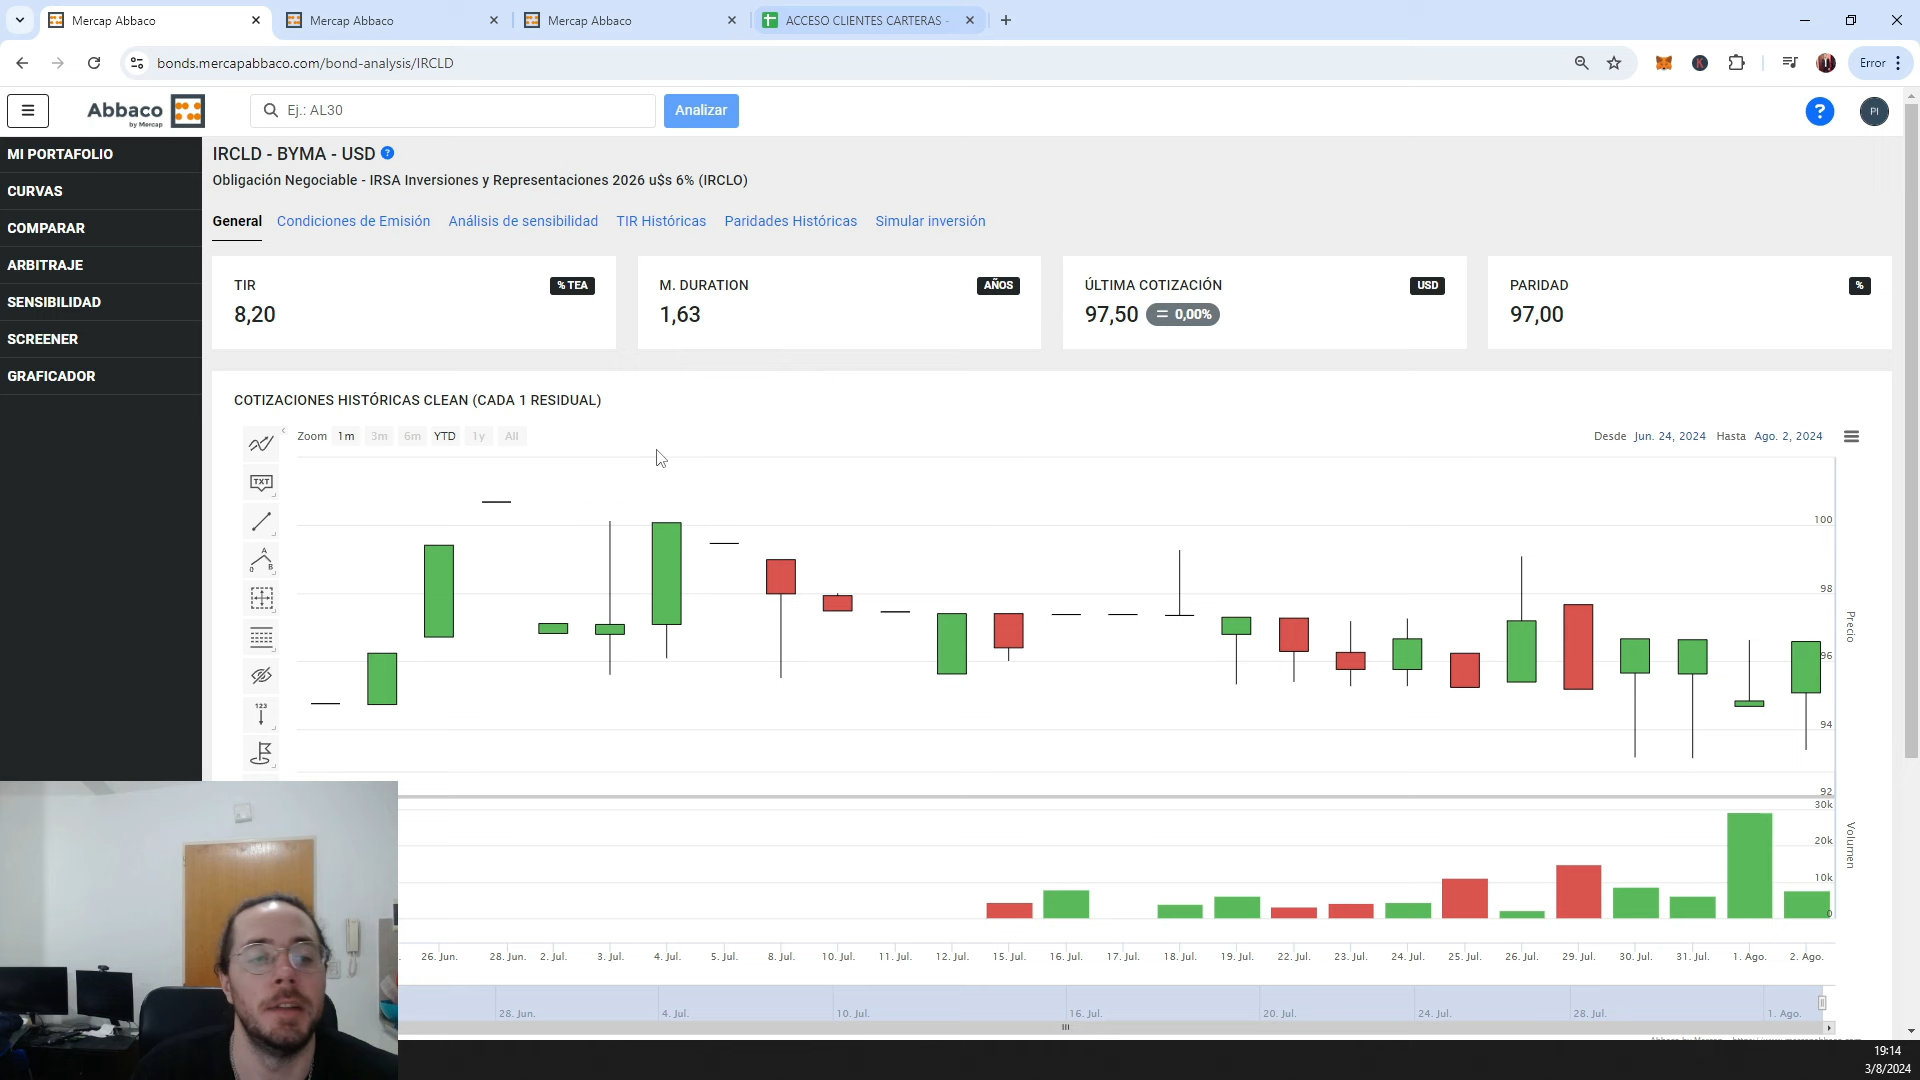 Mercap Abbaco
Mercap Abbaco
Mercap Abbaco
ACCESO CLIENTES CARTERAS -
bonds.mercapabbaco.com/bond-analysis/IRCLD
Error
Abbaco
by Mercap
Ej.: AL30
Analizar
?
PI
MI PORTAFOLIO
CURVAS
COMPARAR
ARBITRAJE
SENSIBILIDAD
SCREENER
GRAFICADOR
IRCLD - BYMA - USD ?
Obligación Negociable - IRSA Inversiones y Representaciones 2026 u$s 6% (IRCLO)
General Condiciones de Emisión Análisis de sensibilidad TIR Históricas Paridades Históricas Simular inversión
TIR % TEA
8,20
M. DURATION AÑOS
1,63
ÚLTIMA COTIZACIÓN USD
97,50 = 0,00%
PARIDAD %
97,00
COTIZACIONES HISTÓRICAS CLEAN (CADA 1 RESIDUAL)
Zoom 1m 3m 6m YTD 1y All
Desde Jun. 24, 2024 Hasta Ago. 2, 2024
TXT
A
0 B
123
100
98
96
94
92
Precio
30k
20k
10k
0
Volumen
26. Jun. 28. Jun. 2. Jul. 3. Jul. 4. Jul. 5. Jul. 8. Jul. 10. Jul. 11. Jul. 12. Jul. 15. Jul. 16. Jul. 17. Jul. 18. Jul. 19. Jul. 22. Jul. 23. Jul. 24. Jul. 25. Jul. 26. Jul. 29. Jul. 30. Jul. 31. Jul. 1. Ago. 2. Ago.
28. Jun. 4. Jul. 10. Jul. 16. Jul. 20. Jul. 24. Jul. 28. Jul. 1. Ago.
19:14
3/8/2024